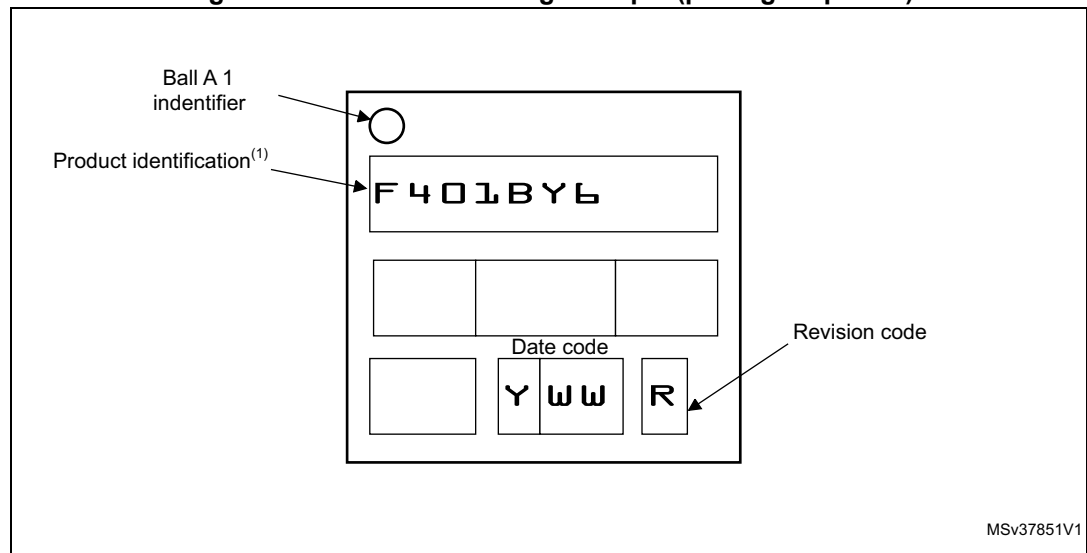 Ball A 1
indentifier
Product identification(1)
F401BY6
Date code
Y WW R
Revision code
MSv37851V1